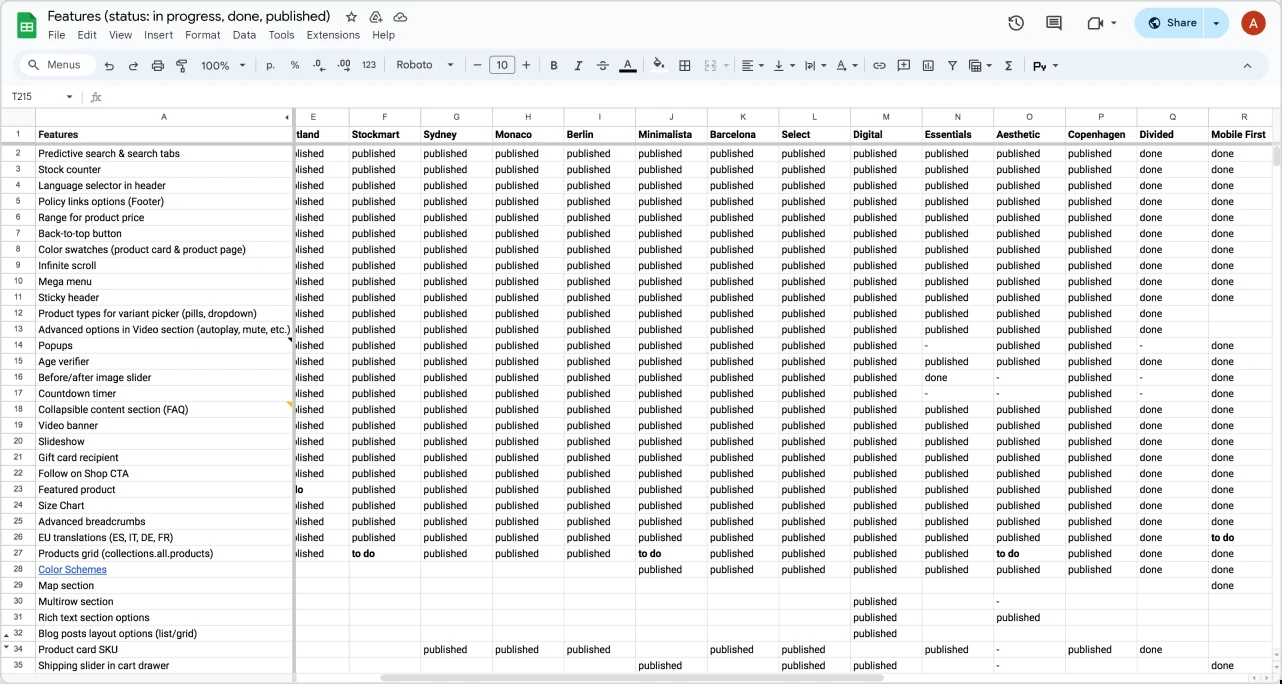 Features (status: in progress, done, published)
File Edit View Insert Format Data Tools Extensions Help
Share
A
Menus 100% p. % .0 .00 123 Roboto 10 B I A
T215 fx
A E F G H I J K L M N O P Q R
1 Features tland Stockmart Sydney Monaco Berlin Minimalista Barcelona Select Digital Essentials Aesthetic Copenhagen Divided Mobile First
2 Predictive search & search tabs lished published published published published published published published published published published published done done
3 Stock counter lished published published published published published published published published published published published done done
4 Language selector in header lished published published published published published published published published published published published done done
5 Policy links options (Footer) lished published published published published published published published published published published published done done
6 Range for product price lished published published published published published published published published published published published done done
7 Back-to-top button lished published published published published published published published published published published published done done
8 Color swatches (product card & product page) lished published published published published published published published published published published published done done
9 Infinite scroll lished published published published published published published published published published published published done done
10 Mega menu lished published published published published published published published published published published published done done
11 Sticky header lished published published published published published published published published published published published done done
12 Product types for variant picker (pills, dropdown) lished published published published published published published published published published published published done
13 Advanced options in Video section (autoplay, mute, etc.) lished published published published published published published published published published published published done
14 Popups lished published published published published published published published published - published published - done
15 Age verifier lished published published published published published published published published published published published done done
16 Before/after image slider lished published published published published published published published published done - published - done
17 Countdown timer lished published published published published published published published published - - published - done
18 Collapsible content section (FAQ) lished published published published published published published published published published published published done done
19 Video banner lished published published published published published published published published published published published done done
20 Slideshow lished published published published published published published published published published published published done done
21 Gift card recipient lished published published published published published published published published published published published done done
22 Follow on Shop CTA lished published published published published published published published published published published published done done
23 Featured product lo published published published published published published published published published published published done done
24 Size Chart lished published published published published published published published published published published published done done
25 Advanced breadcrumbs lished published published published published published published published published published published published done done
26 EU translations (ES, IT, DE, FR) lished published published published published published published published published published published published done to do
27 Products grid (collections.all.products) lished to do published published published to do published published published published to do published done done
28 Color Schemes published published published published published published published done done
29 Map section done
30 Multirow section published -
31 Rich text section options published published
32 Blog posts layout options (list/grid) published
34 Product card SKU published published published published published published - published done
35 Shipping slider in cart drawer published published published - done